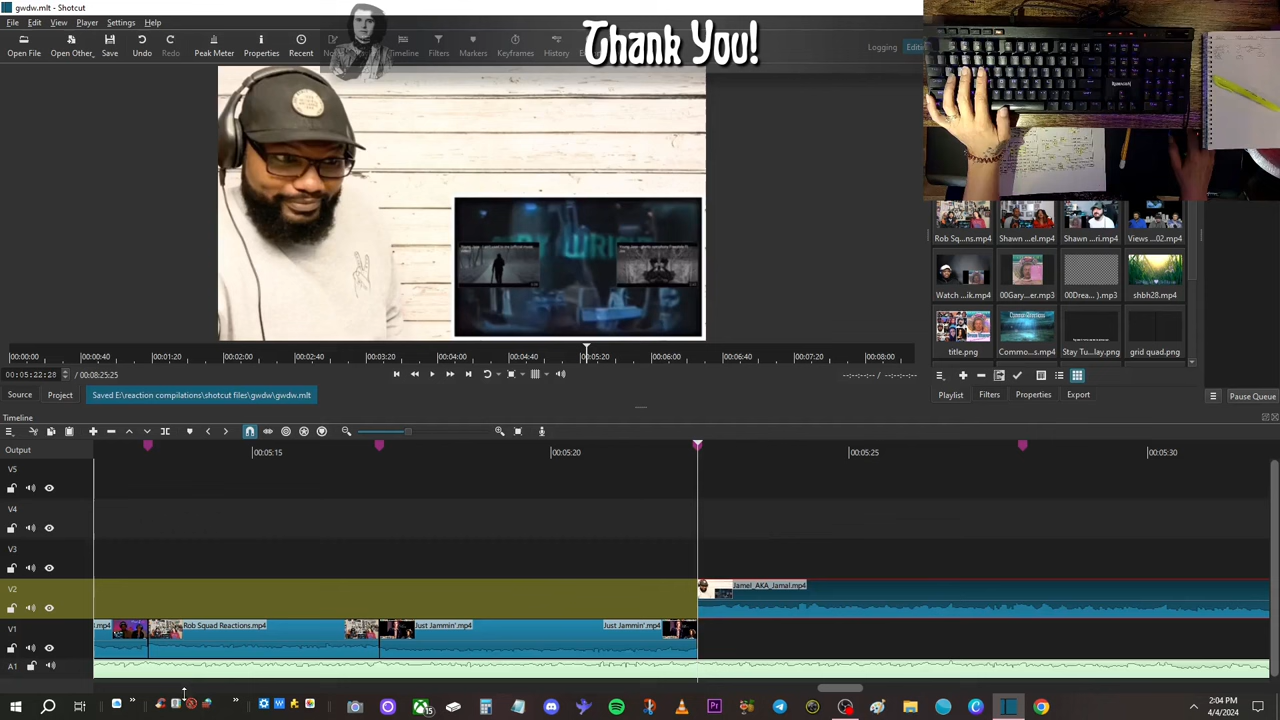 gwdw.mlt - Shotcut
File Edit View Player Settings Help
Thank You!
Open File Open Other.. Save Undo Redo Peak Meter Properties Recent Timeline Filters Markers Keyframes History
Logging
00:00:00 00:00:40 00:01:20 00:02:00 00:02:40 00:03:20 00:04:00 00:04:40 00:05:20 00:06:00 00:06:40 00:07:20 00:08:00
00:05:22:28 / 00:08:25:25 --:--:--:-- / --:--:--:--
Source Project Saved E:\reaction compilations\shotcut files\gwdw\gwdw.mlt
Rob Sq...ns.mp4 Shawn ...el.mp4 Shawn ...ri.mp4 Views ...02.mp4
Watch ...ik.mp4 00Gary...er.mp3 00Drea... ).mp3 shbh28.mp4
title.png Commo...s.mp4 Stay Tu...lay.png grid quad.png
Playlist Filters Properties Export Pause Queue
Timeline
Output 00:05:15 00:05:20 00:05:25 00:05:30
V5
V4
V3
V2 Jamel_AKA_Jamal.mp4
V1 l.mp4 Rob Squad Reactions.mp4 Just Jammin'.mp4 Just Jammin'.mp4
A1
15
2:04 PM
4/4/2024